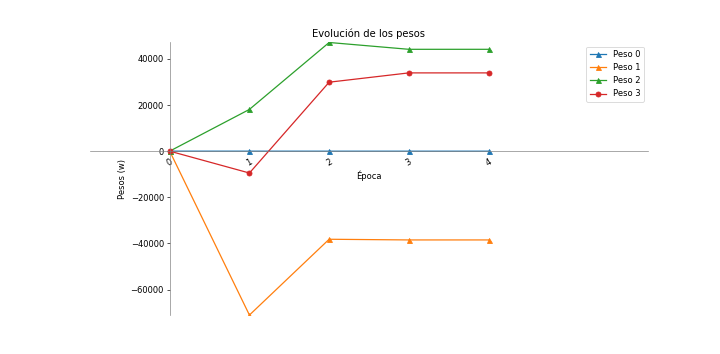 Evolución de los pesos
Peso 0
Peso 1
Peso 2
Peso 3
40000
20000
0
−20000
−40000
−60000
Pesos (w)
0 1 2 3 4
Época